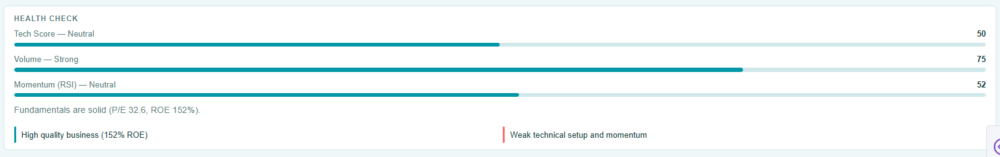 HEALTH CHECK
Tech Score — Neutral 50
Volume — Strong 75
Momentum (RSI) — Neutral 52
Fundamentals are solid (P/E 32.6, ROE 152%).
High quality business (152% ROE)
Weak technical setup and momentum